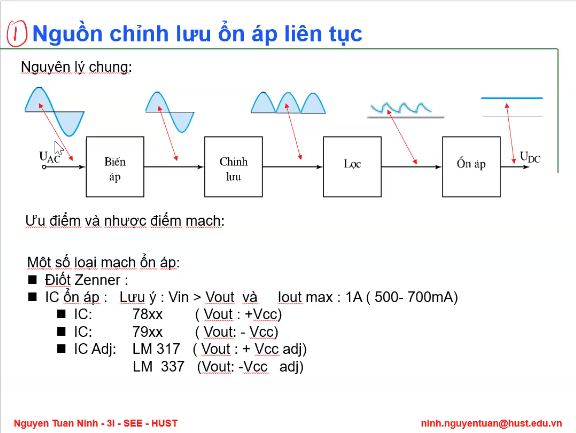 1 Nguồn chỉnh lưu ổn áp liên tục
Nguyên lý chung:
UAC
Biến áp
Chỉnh lưu
Lọc
Ổn áp
UDC
Ưu điểm và nhược điểm mạch:
Một số loại mạch ổn áp:
Điốt Zenner :
IC ổn áp : Lưu ý : Vin > Vout và Iout max : 1A ( 500- 700mA)
IC: 78xx ( Vout : +Vcc)
IC: 79xx ( Vout: - Vcc)
IC Adj: LM 317 ( Vout : + Vcc adj)
LM 337 (Vout: -Vcc adj)
Nguyen Tuan Ninh - 3I - SEE - HUST
ninh.nguyentuan@hust.edu.vn